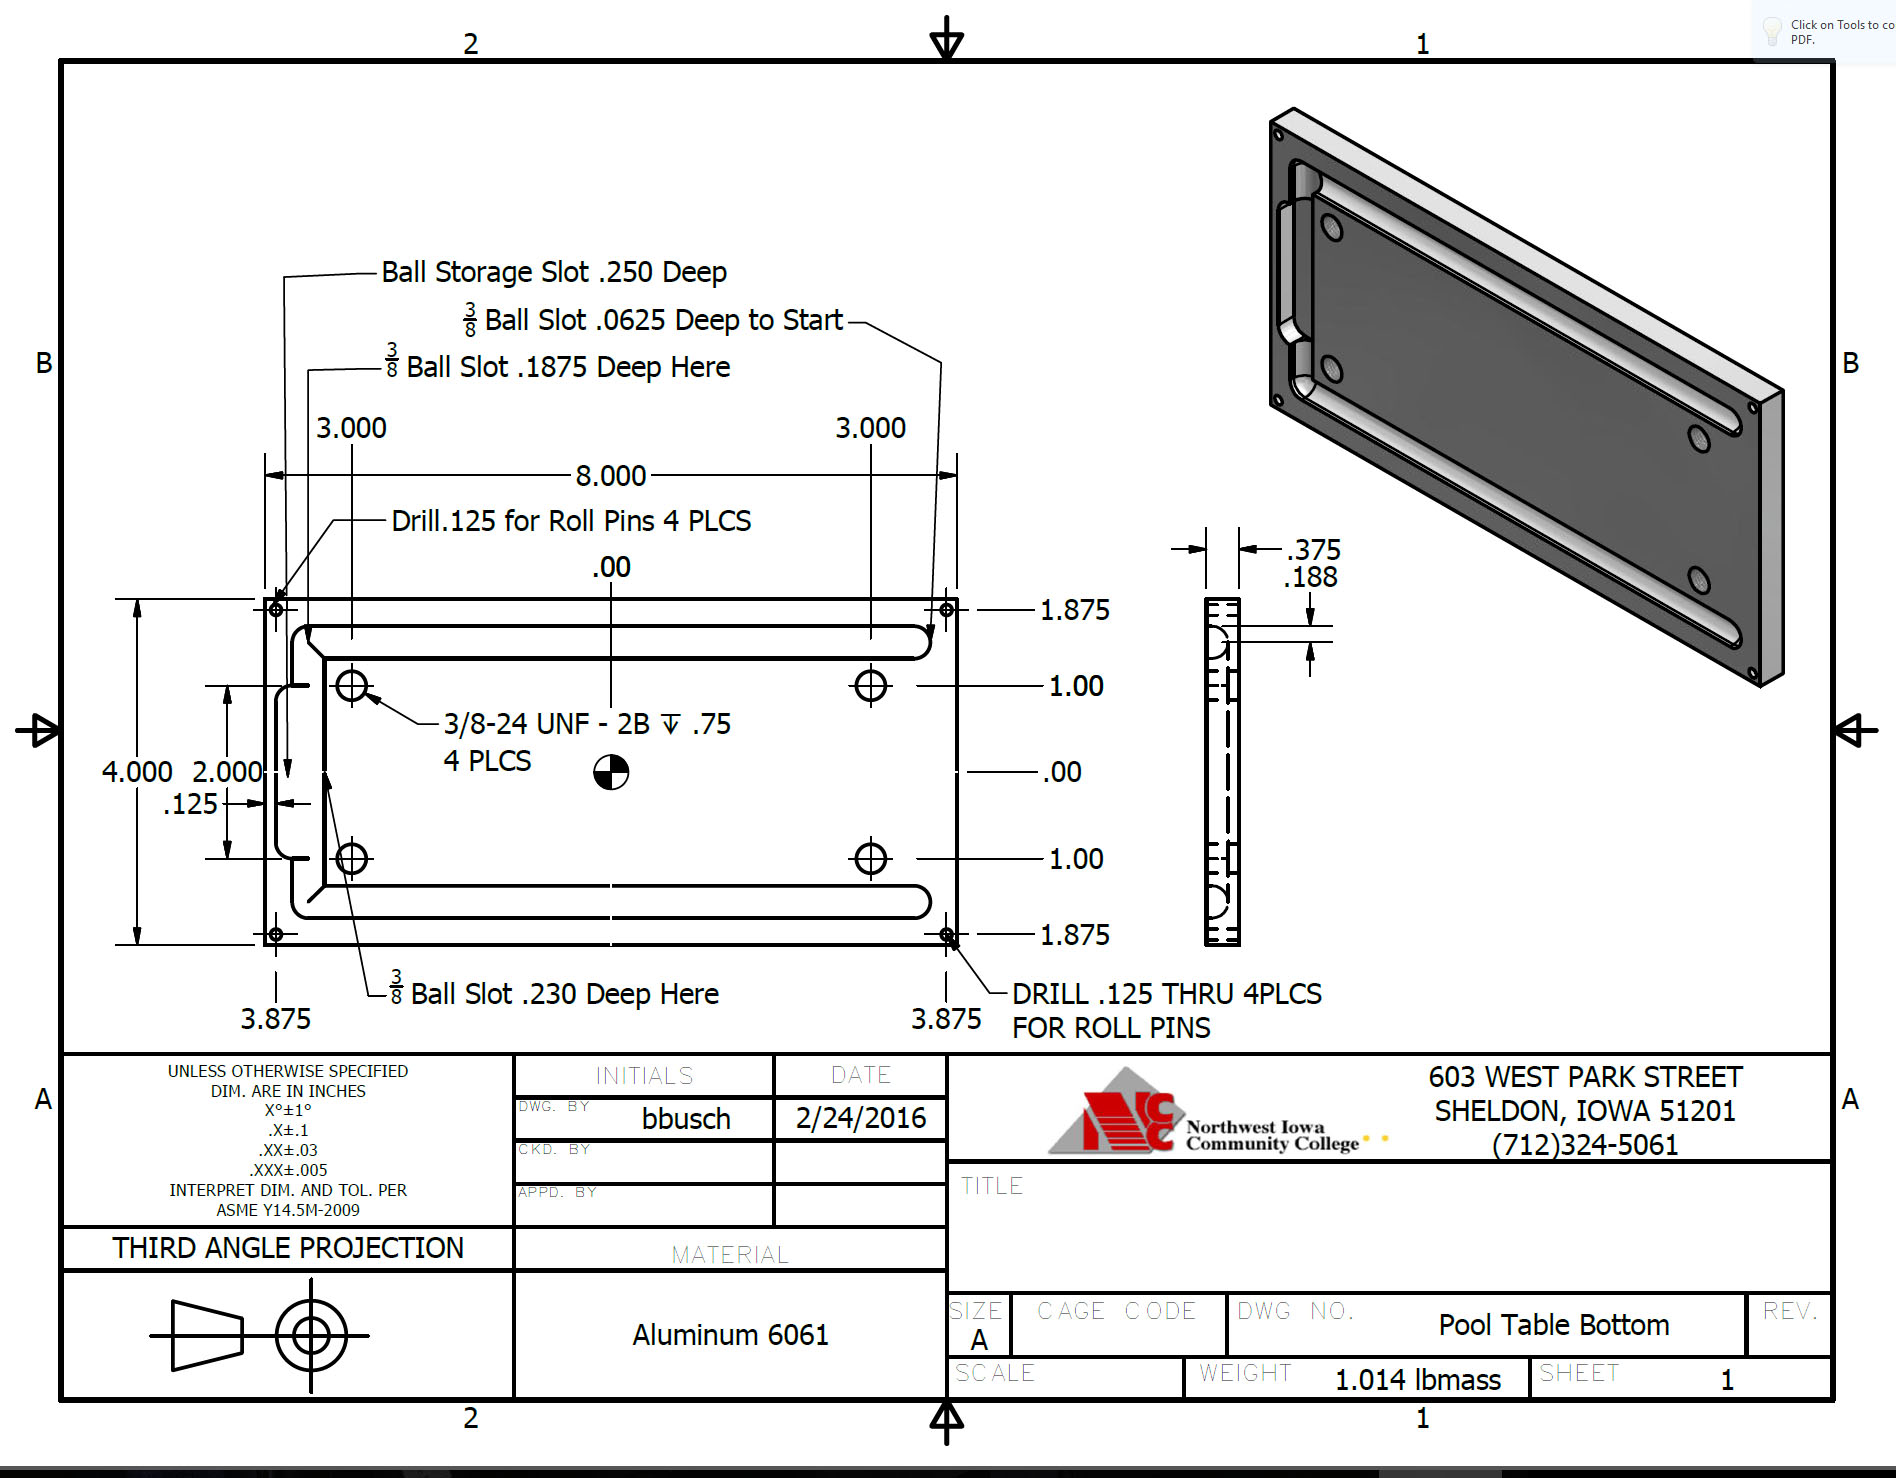 Click on Tools to co
PDF.
2
1
Ball Storage Slot .250 Deep
3/8 Ball Slot .0625 Deep to Start
B
3/8 Ball Slot .1875 Deep Here
B
3.000
3.000
8.000
Drill.125 for Roll Pins 4 PLCS
.00
.375
.188
1.875
1.00
3/8-24 UNF - 2B ↧ .75
4 PLCS
4.000
2.000
.00
.125
1.00
1.875
3/8 Ball Slot .230 Deep Here
DRILL .125 THRU 4PLCS
FOR ROLL PINS
3.875
3.875
A
A
UNLESS OTHERWISE SPECIFIED
DIM. ARE IN INCHES
X°±1°
.X±.1
.XX±.03
.XXX±.005
INTERPRET DIM. AND TOL. PER
ASME Y14.5M-2009
THIRD ANGLE PROJECTION
INITIALS
DATE
DWG. BY
bbusch
2/24/2016
CKD. BY
APPD. BY
MATERIAL
Aluminum 6061
NCC
Northwest Iowa
Community College
603 WEST PARK STREET
SHELDON, IOWA 51201
(712)324-5061
TITLE
SIZE
A
CAGE CODE
DWG NO.
Pool Table Bottom
REV.
SCALE
WEIGHT
1.014 lbmass
SHEET
1
2
1